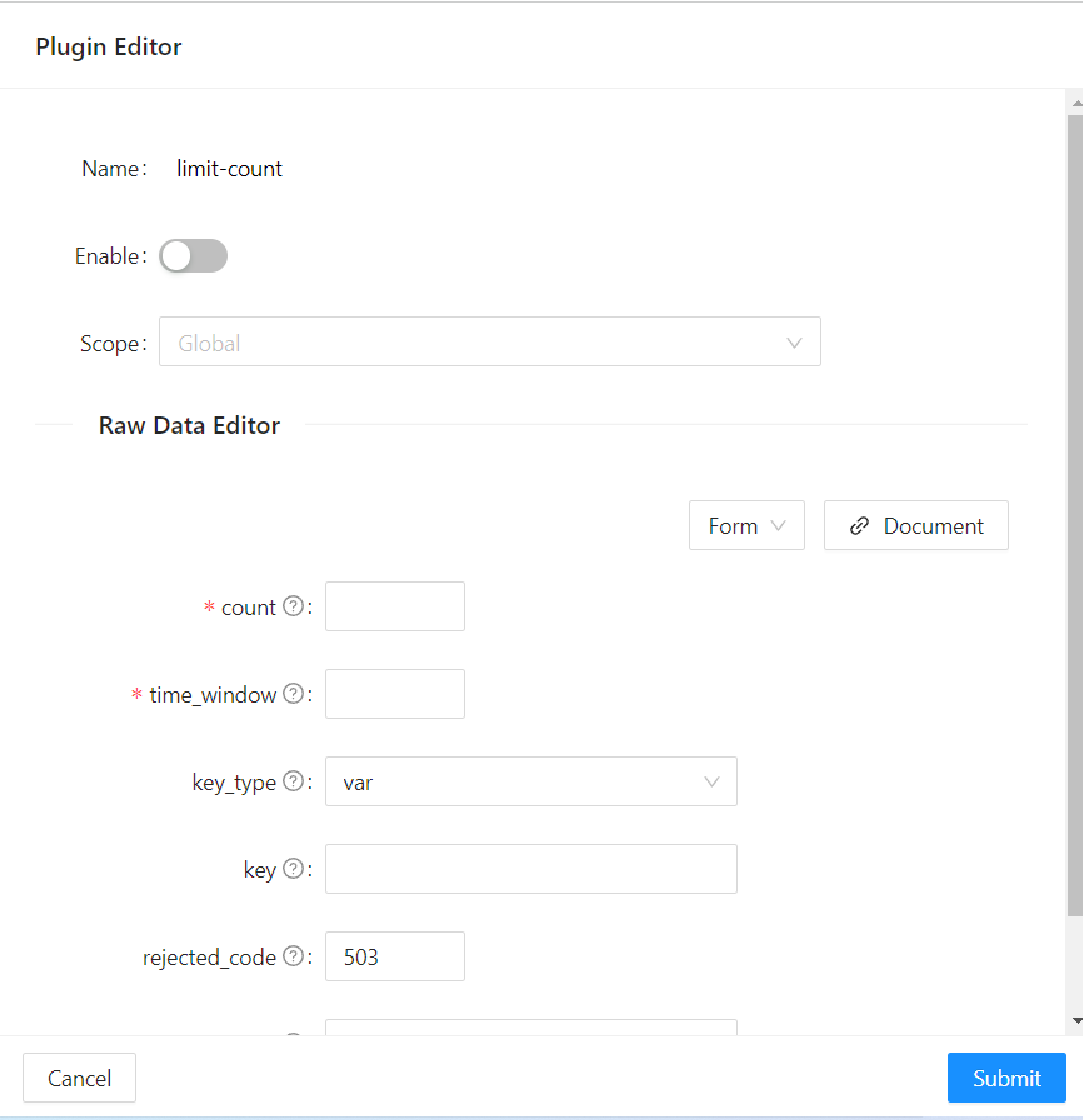 Plugin Editor
Name: limit-count
Enable:
Scope: Global
Raw Data Editor
Form Document
* count ? :
* time_window ? :
key_type ? : var
key ? :
rejected_code ? : 503
Cancel Submit